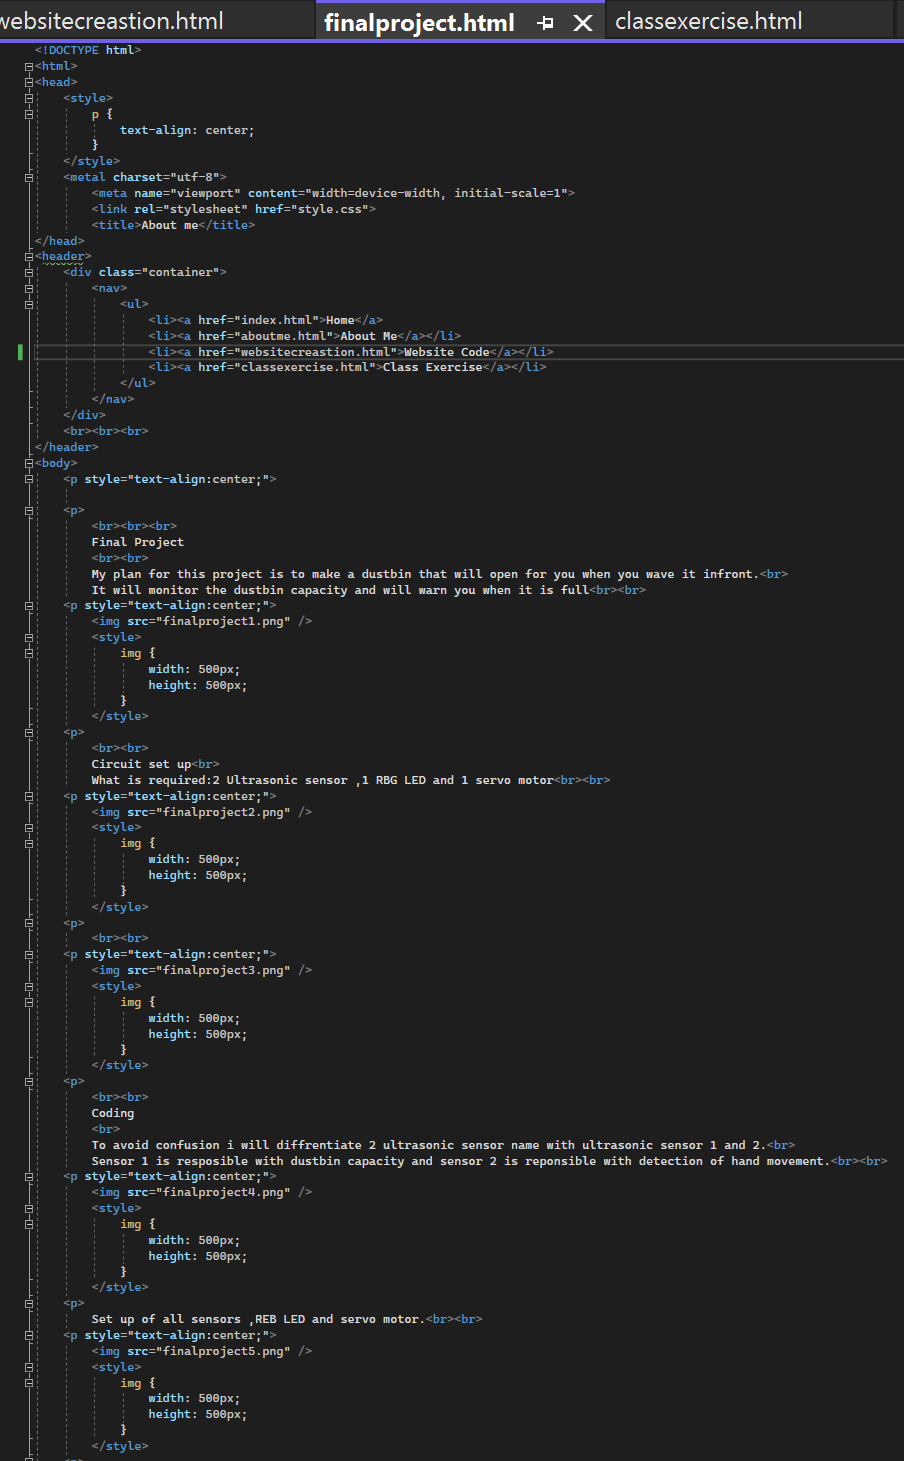 websitecreastion.html finalproject.html classexercise.html
<!DOCTYPE html>
<html>
<head>
    <style>
        p {
            text-align: center;
        }
    </style>
    <metal charset="utf-8">
        <meta name="viewport" content="width=device-width, initial-scale=1">
        <link rel="stylesheet" href="style.css">
        <title>About me</title>
</head>
<header>
    <div class="container">
        <nav>
            <ul>
                <li><a href="index.html">Home</a>
                <li><a href="aboutme.html">About Me</a></li>
                <li><a href="websitecreastion.html">Website Code</a></li>
                <li><a href="classexercise.html">Class Exercise</a></li>
            </ul>
        </nav>
    </div>
    <br><br><br>
</header>
<body>
    <p style="text-align:center;">
    <p>
        <br><br><br>
        Final Project
        <br><br>
        My plan for this project is to make a dustbin that will open for you when you wave it infront.<br>
        It will monitor the dustbin capacity and will warn you when it is full<br><br>
    <p style="text-align:center;">
        <img src="finalproject1.png" />
        <style>
            img {
                width: 500px;
                height: 500px;
            }
        </style>
    <p>
        <br><br>
        Circuit set up<br>
        What is required:2 Ultrasonic sensor ,1 RBG LED and 1 servo motor<br><br>
    <p style="text-align:center;">
        <img src="finalproject2.png" />
        <style>
            img {
                width: 500px;
                height: 500px;
            }
        </style>
    <p>
        <br><br>
    <p style="text-align:center;">
        <img src="finalproject3.png" />
        <style>
            img {
                width: 500px;
                height: 500px;
            }
        </style>
    <p>
        <br><br>
        Coding
        <br>
        To avoid confusion i will diffrentiate 2 ultrasonic sensor name with ultrasonic sensor 1 and 2.<br>
        Sensor 1 is resposible with dustbin capacity and sensor 2 is reponsible with detection of hand movement.<br><br>
    <p style="text-align:center;">
        <img src="finalproject4.png" />
        <style>
            img {
                width: 500px;
                height: 500px;
            }
        </style>
    <p>
        Set up of all sensors ,REB LED and servo motor.<br><br>
    <p style="text-align:center;">
        <img src="finalproject5.png" />
        <style>
            img {
                width: 500px;
                height: 500px;
            }
        </style>